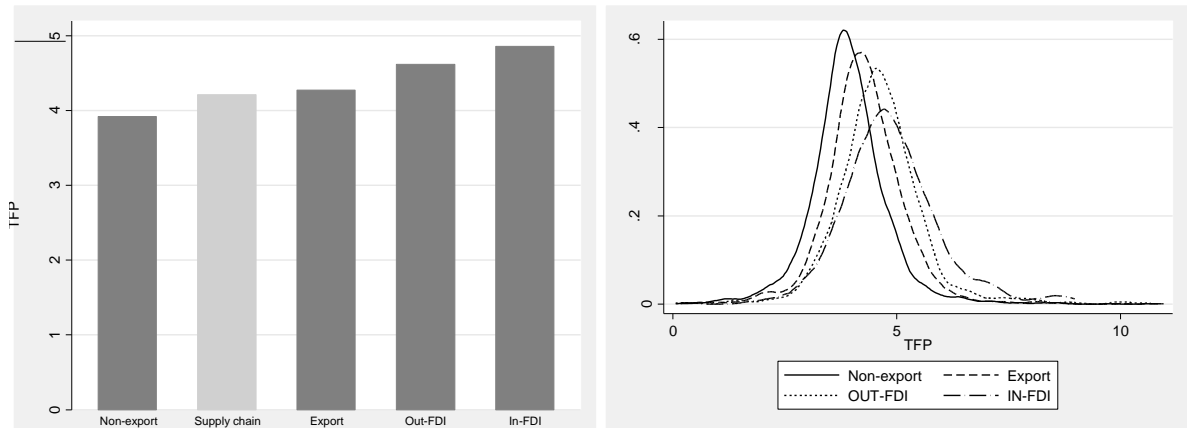 5
4
3
2
1
0
TFP
Non-export Supply chain Export Out-FDI In-FDI
.6
.4
.2
0
0 5 10
TFP
Non-export Export
OUT-FDI IN-FDI